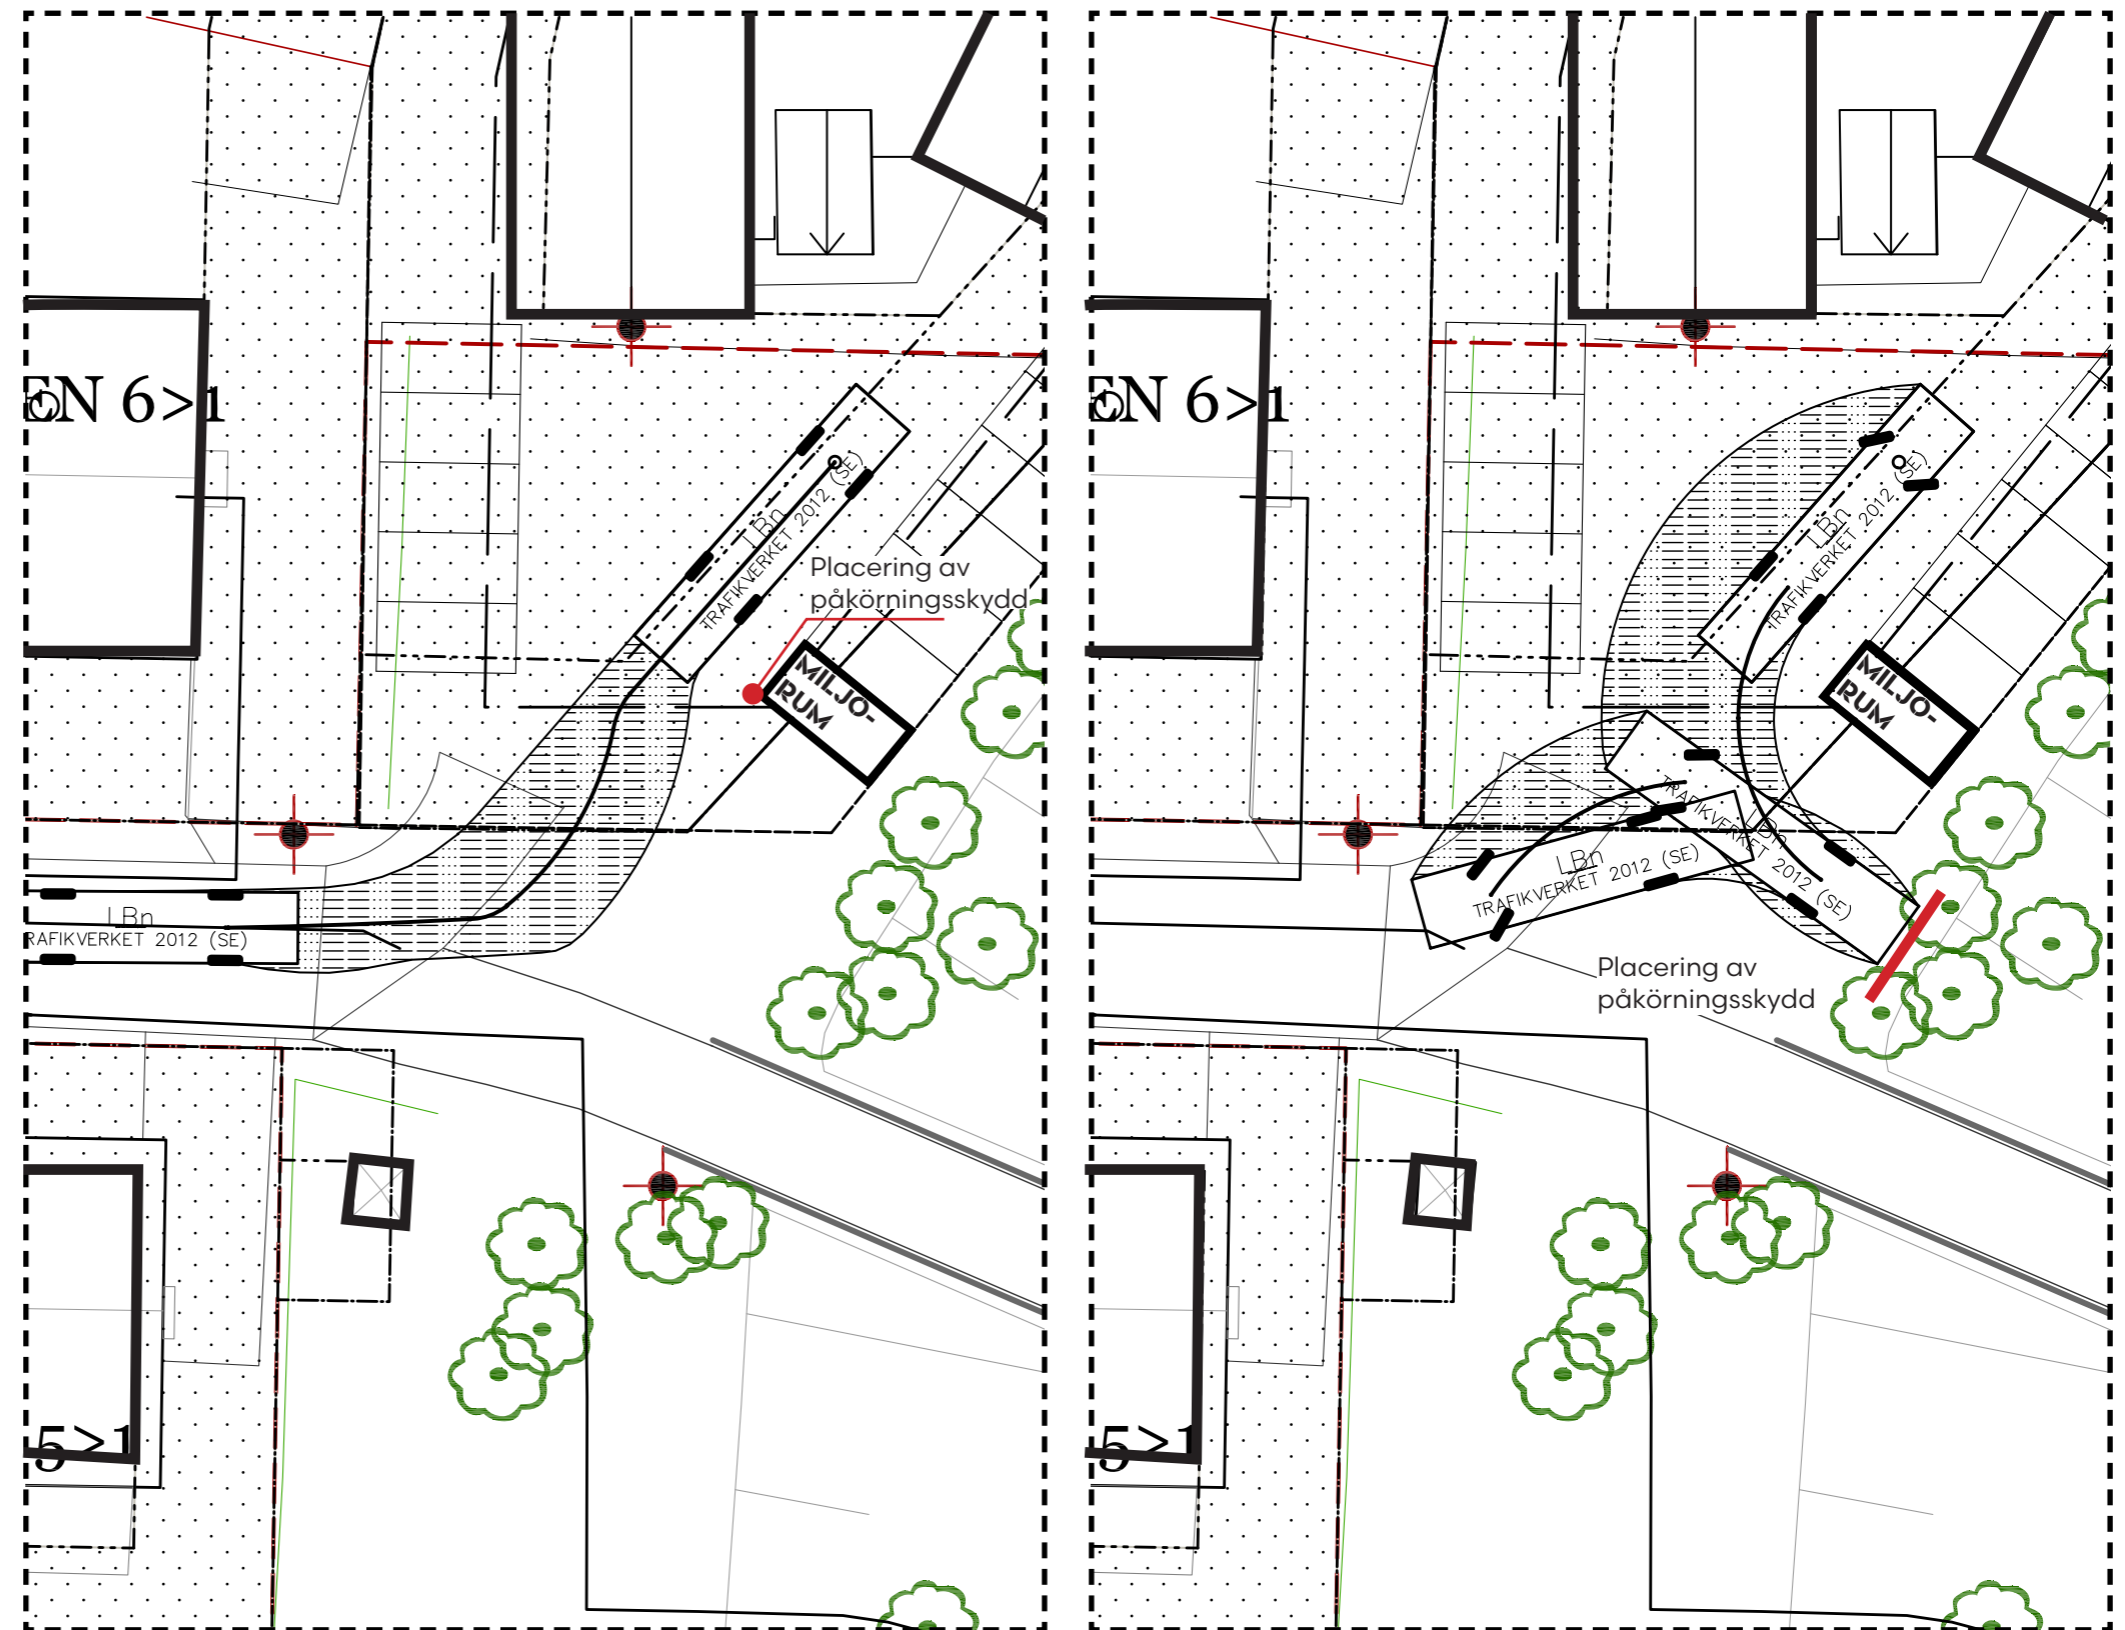 EN 6>1
LBn
TRAFIKVERKET 2012 (SE)
Placering av
påkörningsskydd
MILJÖ-
RUM
LBn
RAFIKVERKET 2012 (SE)
5>1
EN 6>1
LBn
TRAFIKVERKET 2012 (SE)
MILJÖ-
RUM
TRAFIKVERKET 2012 (SE)
LBn
TRAFIKVERKET 2012 (SE)
Placering av
påkörningsskydd
5>1